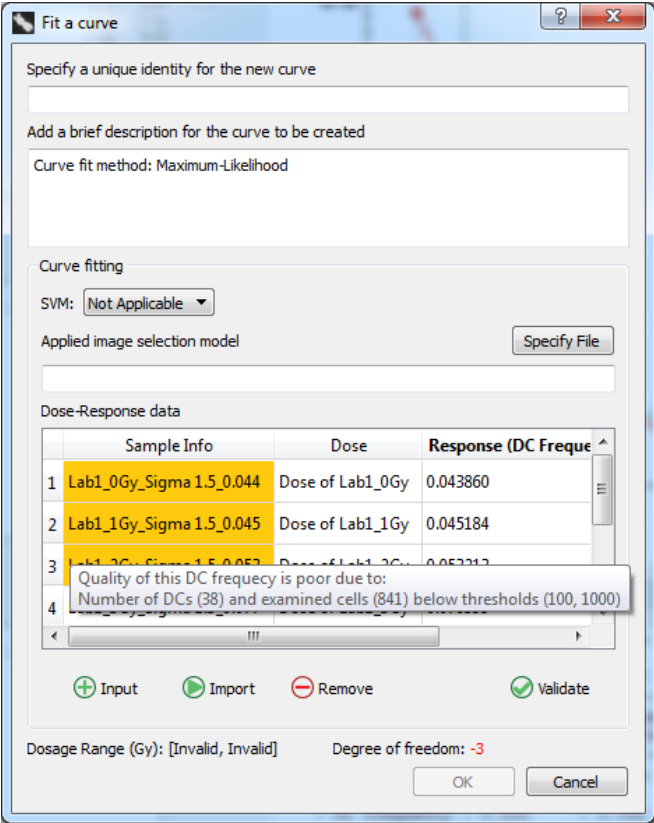 Fit a curve
Specify a unique identity for the new curve
Add a brief description for the curve to be created
Curve fit method: Maximum-Likelihood
Curve fitting
SVM: Not Applicable
Applied image selection model
Specify File
Dose-Response data
Sample Info Dose Response (DC Freque
1 Lab1_0Gy_Sigma 1.5_0.044 Dose of Lab1_0Gy 0.043860
2 Lab1_1Gy_Sigma 1.5_0.045 Dose of Lab1_1Gy 0.045184
3
Quality of this DC frequecy is poor due to:
Number of DCs (38) and examined cells (841) below thresholds (100, 1000)
4
Input Import Remove Validate
Dosage Range (Gy): [Invalid, Invalid] Degree of freedom: -3
OK Cancel